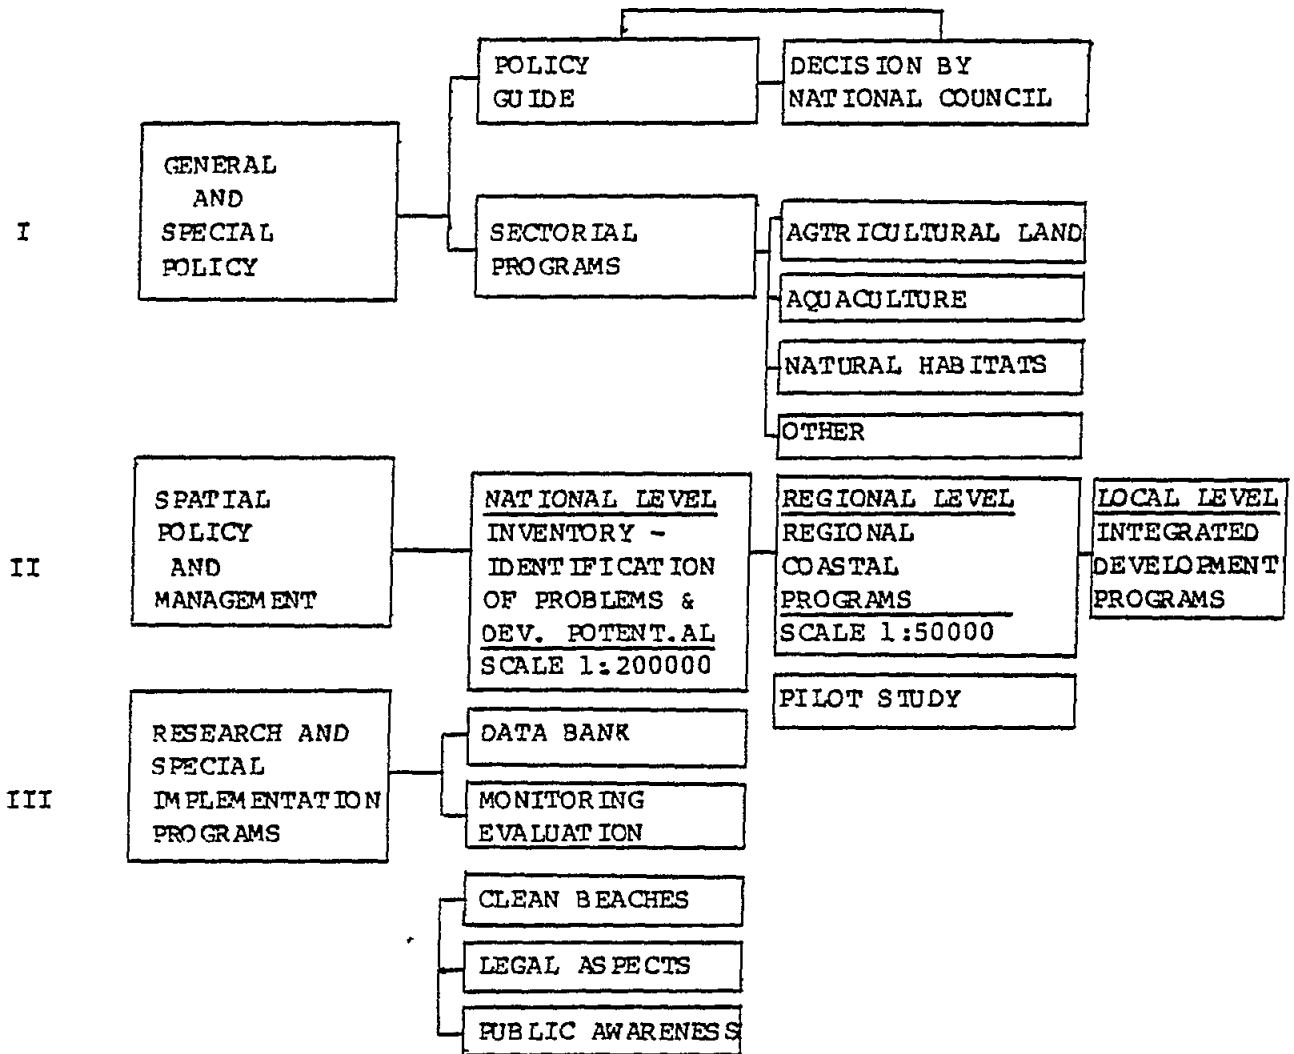 I
GENERAL
AND
SPECIAL
POLICY
POLICY
GUIDE
DECISION BY
NATIONAL COUNCIL
SECTORIAL
PROGRAMS
AGTRICULTURAL LAND
AQUACULTURE
NATURAL HABITATS
OTHER
II
SPATIAL
POLICY
AND
MANAGEMENT
NATIONAL LEVEL
INVENTORY -
IDENTIFICATION
OF PROBLEMS &
DEV. POTENT.AL
SCALE 1:200000
REGIONAL LEVEL
REGIONAL
COASTAL
PROGRAMS
SCALE 1:50000
LOCAL LEVEL
INTEGRATED
DEVELOPMENT
PROGRAMS
PILOT STUDY
III
RESEARCH AND
SPECIAL
IMPLEMENTATION
PROGRAMS
DATA BANK
MONITORING
EVALUATION
CLEAN BEACHES
LEGAL ASPECTS
PUBLIC AWARENESS